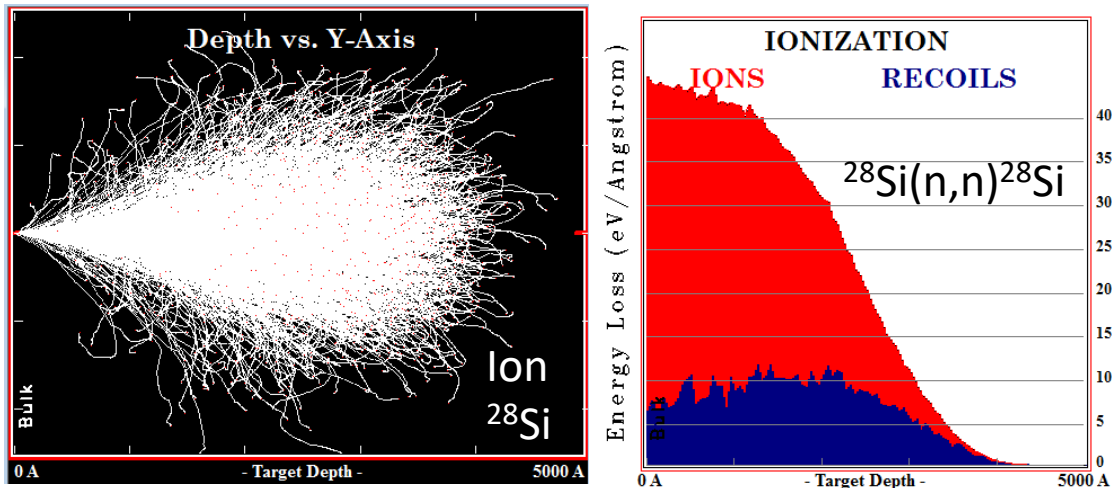 Depth vs. Y-Axis
Ion
²⁸Si
Bulk
0 A - Target Depth - 5000 A
IONIZATION
IONS RECOILS
²⁸Si(n,n)²⁸Si
Energy Loss (eV/Angstrom)
40
35
30
25
20
15
10
5
0
Bulk
0 A - Target Depth - 5000 A